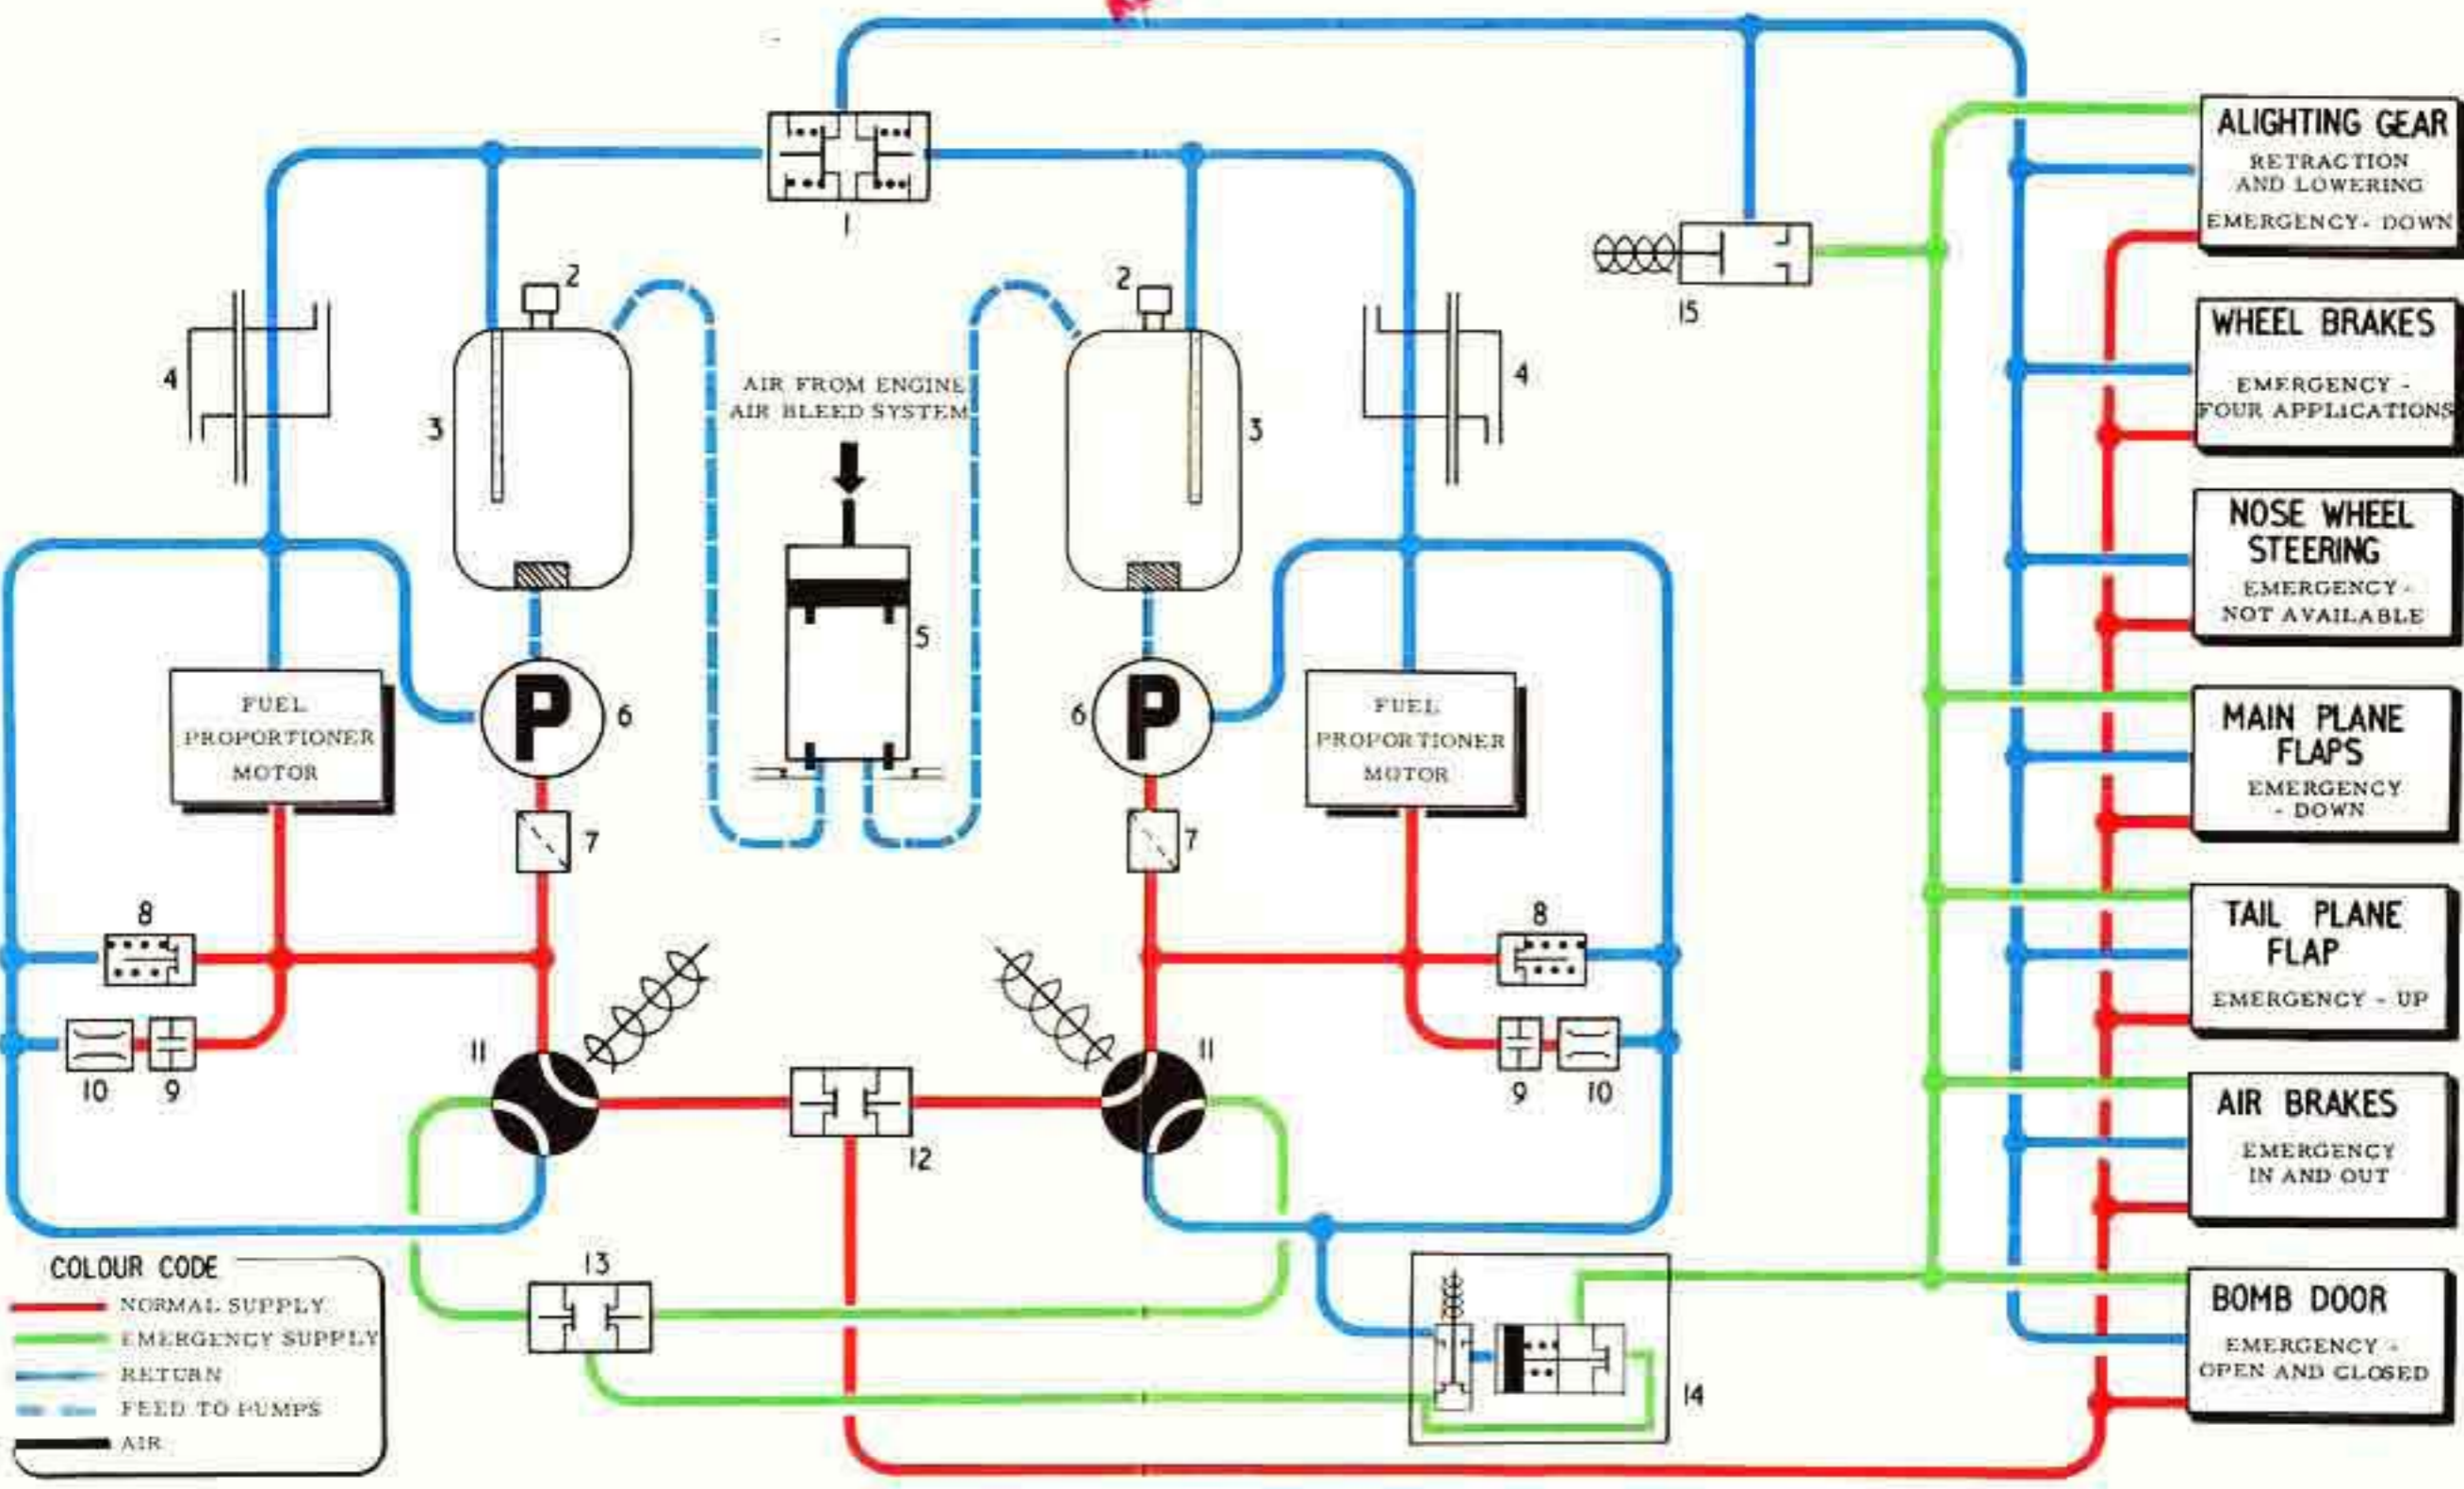 1
2
2
15
4
3
3
4
AIR FROM ENGINE
AIR BLEED SYSTEM
5
FUEL
PROPORTIONER
MOTOR
P
6
6
P
FUEL
PROPORTIONER
MOTOR
7
7
8
8
10
9
11
11
9
10
12
13
14
COLOUR CODE
NORMAL SUPPLY
EMERGENCY SUPPLY
RETURN
FEED TO PUMPS
AIR
ALIGHTING GEAR
RETRACTION
AND LOWERING
EMERGENCY - DOWN
WHEEL BRAKES
EMERGENCY -
FOUR APPLICATIONS
NOSE WHEEL
STEERING
EMERGENCY -
NOT AVAILABLE
MAIN PLANE
FLAPS
EMERGENCY
- DOWN
TAIL PLANE
FLAP
EMERGENCY - UP
AIR BRAKES
EMERGENCY
IN AND OUT
BOMB DOOR
EMERGENCY -
OPEN AND CLOSED